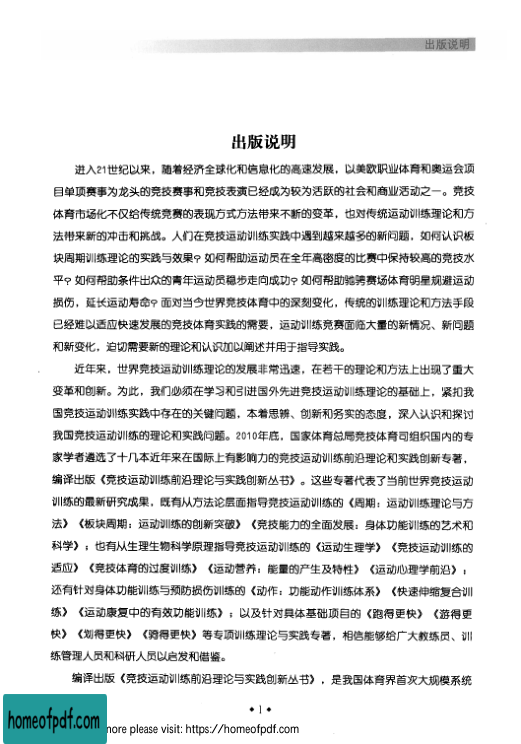 出版说明
出版说明
进入21世纪以来，随着经济全球化和信息化的高速发展，以美欧职业体育和奥运会项
目单项赛事为龙头的竞技赛事和竞技表演已经成为较为活跃的社会和商业活动之一。竞技
体育市场化不仅给传统竞赛的表现方式方法带来不断的变革，也对传统运动训练理论和方
法带来新的冲击和挑战。人们在竞技运动训练实践中遇到越来越多的新问题，如何认识板
块周期训练理论的实践与效果？如何帮助运动员在全年高密度的比赛中保持较高的竞技水
平？如何帮助条件出众的青年运动员稳步走向成功？如何帮助驰骋赛场体育明星规避运动
损伤，延长运动寿命？面对当今世界竞技体育中的深刻变化，传统的训练理论和方法手段
已经难以适应快速发展的竞技体育实践的需要，运动训练竞赛面临大量的新情况、新问题
和新变化，迫切需要新的理论和认识加以阐述并用于指导实践。
近年来，世界竞技运动训练理论的发展非常迅速，在若干的理论和方法上出现了重大
变革和创新。为此，我们必须在学习和引进国外先进竞技运动训练理论的基础上，紧扣我
国竞技运动训练实践中存在的关键问题，本着思辨、创新和务实的态度，深入认识和探讨
我国竞技运动训练的理论和实践问题。2010年底，国家体育总局竞技体育司组织国内的专
家学者遴选了十几本近年来在国际上有影响力的竞技运动训练前沿理论和实践创新专著，
编译出版《竞技运动训练前沿理论与实践创新丛书》。这些专著代表了当前世界竞技运动
训练的最新研究成果，既有从方法论层面指导竞技运动训练的《周期：运动训练理论与方
法》《板块周期：运动训练的创新突破》《竞技能力的全面发展：身体功能训练的艺术和
科学》；也有从生理生物科学原理指导竞技运动训练的《运动生理学》《竞技运动训练的
适应》《竞技体育的过度训练》《运动营养：能量的产生及特性》《运动心理学前沿》；
还有针对身体功能训练与预防损伤训练的《动作：功能动作训练体系》《快速伸缩复合训
练》《运动康复中的有效功能训练》；以及针对具体基础项目的《跑得更快》《游得更
快》《划得更快》《骑得更快》等专项训练理论与实践专著，相信能够给广大教练员、训
练管理人员和科研人员以启发和借鉴。
编译出版《竞技运动训练前沿理论与实践创新丛书》，是我国体育界首次大规模系统
• 1 •
homeofpdf.com
more please visit: https://homeofpdf.com